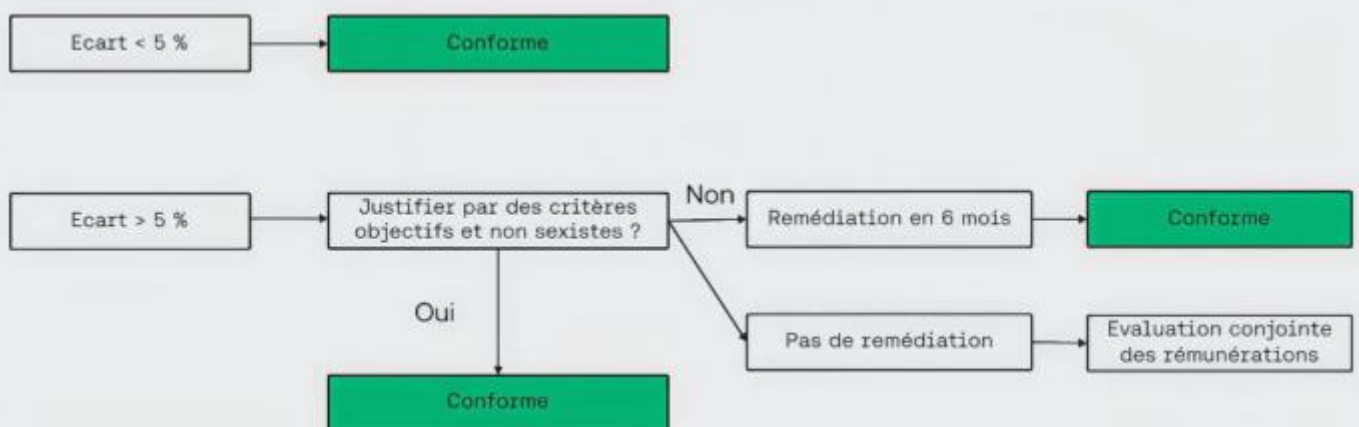 Ecart < 5 %
Conforme
Ecart > 5 %
Justifier par des critères
objectifs et non sexistes ?
Non
Remédiation en 6 mois
Conforme
Oui
Pas de remédiation
Evaluation conjointe
des rémunérations
Conforme